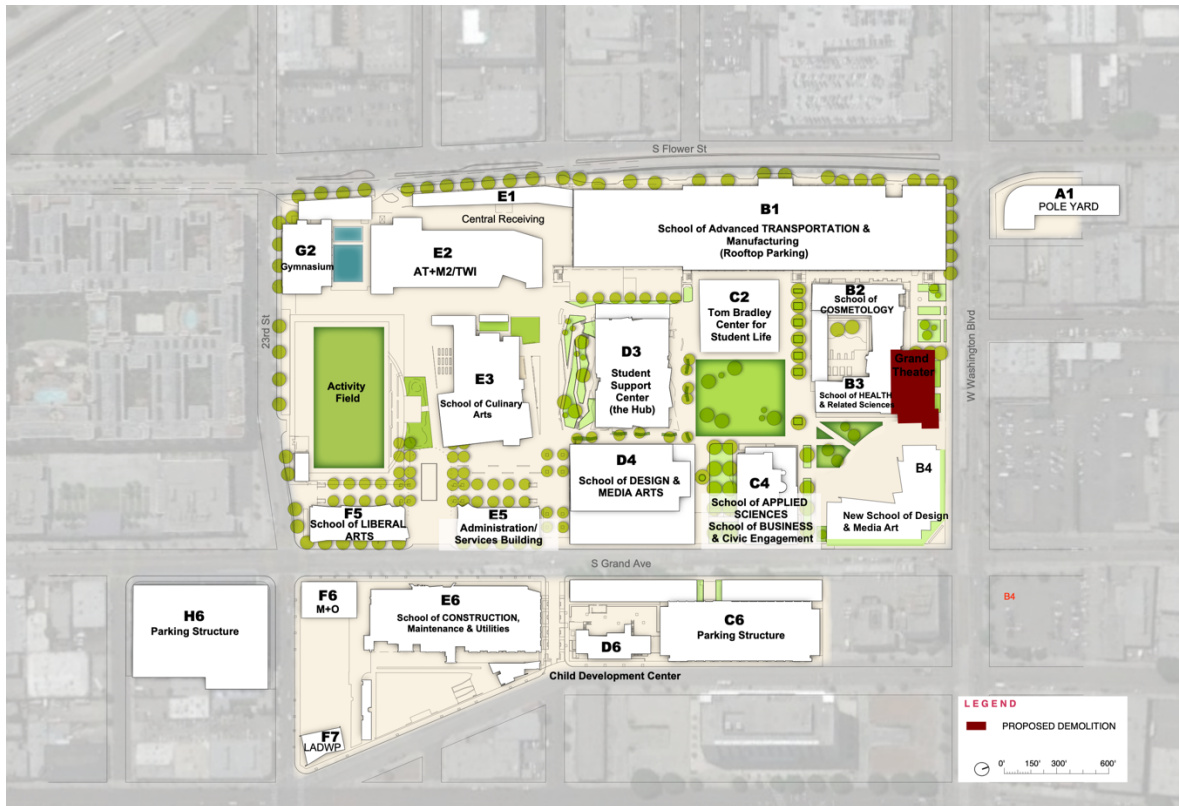 S Flower St
E1
Central Receiving
B1
School of Advanced TRANSPORTATION &
Manufacturing
(Rooftop Parking)
A1
POLE YARD
G2
Gymnasium
E2
AT+M2/TWI
C2
Tom Bradley
Center for
Student Life
B2
School of
COSMETOLOGY
23rd St
W Washington Blvd
Activity
Field
E3
School of Culinary
Arts
D3
Student
Support
Center
(the Hub)
Grand
Theater
B3
School of HEALTH
& Related Sciences
D4
School of DESIGN &
MEDIA ARTS
C4
School of APPLIED
SCIENCES
School of BUSINESS
& Civic Engagement
B4
New School of Design
& Media Art
F5
School of LIBERAL
ARTS
E5
Administration/
Services Building
S Grand Ave
H6
Parking Structure
F6
M+O
E6
School of CONSTRUCTION,
Maintenance & Utilities
D6
Child Development Center
C6
Parking Structure
B4
F7
LADWP
LEGEND
PROPOSED DEMOLITION
0' 150' 300' 600'